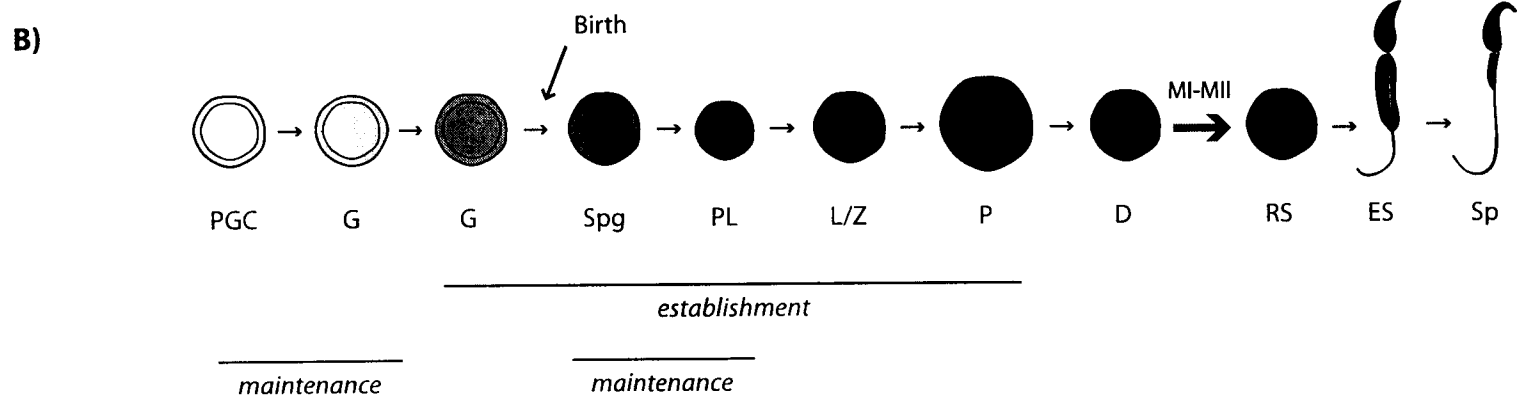 B)
Birth
MI-MII
PGC G G Spg PL L/Z P D RS ES Sp
establishment
maintenance maintenance